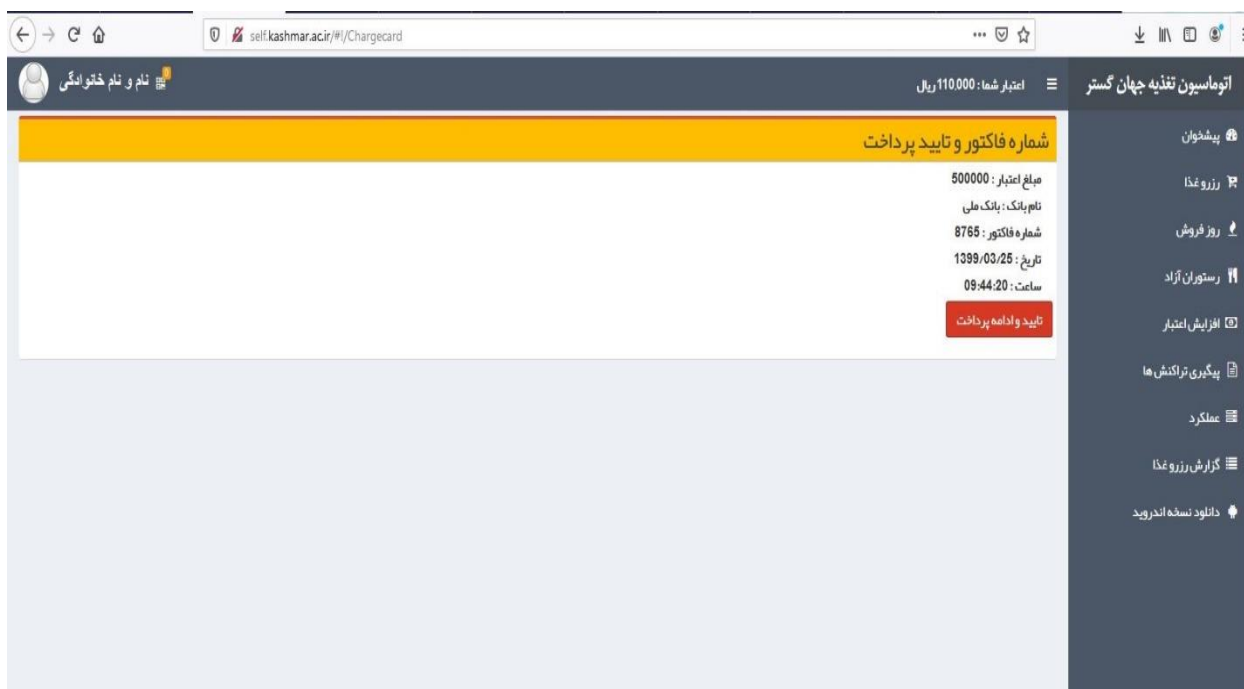 self.kashmar.ac.ir/#!/Chargecard
اتوماسیون تغذیه جهان گستر
اعتبار شما : 110,000 ریال
نام و نام خانوادگی
پیشخوان
رزرو غذا
روز فروش
رستوران آزاد
افزایش اعتبار
پیگیری تراکنش ها
عملکرد
گزارش رزرو غذا
دانلود نسخه اندروید
شماره فاکتور و تایید پرداخت
مبلغ اعتبار : 500000
نام بانک : بانک ملی
شماره فاکتور : 8765
تاریخ : 1399/03/25
ساعت : 09:44:20
تایید و ادامه پرداخت